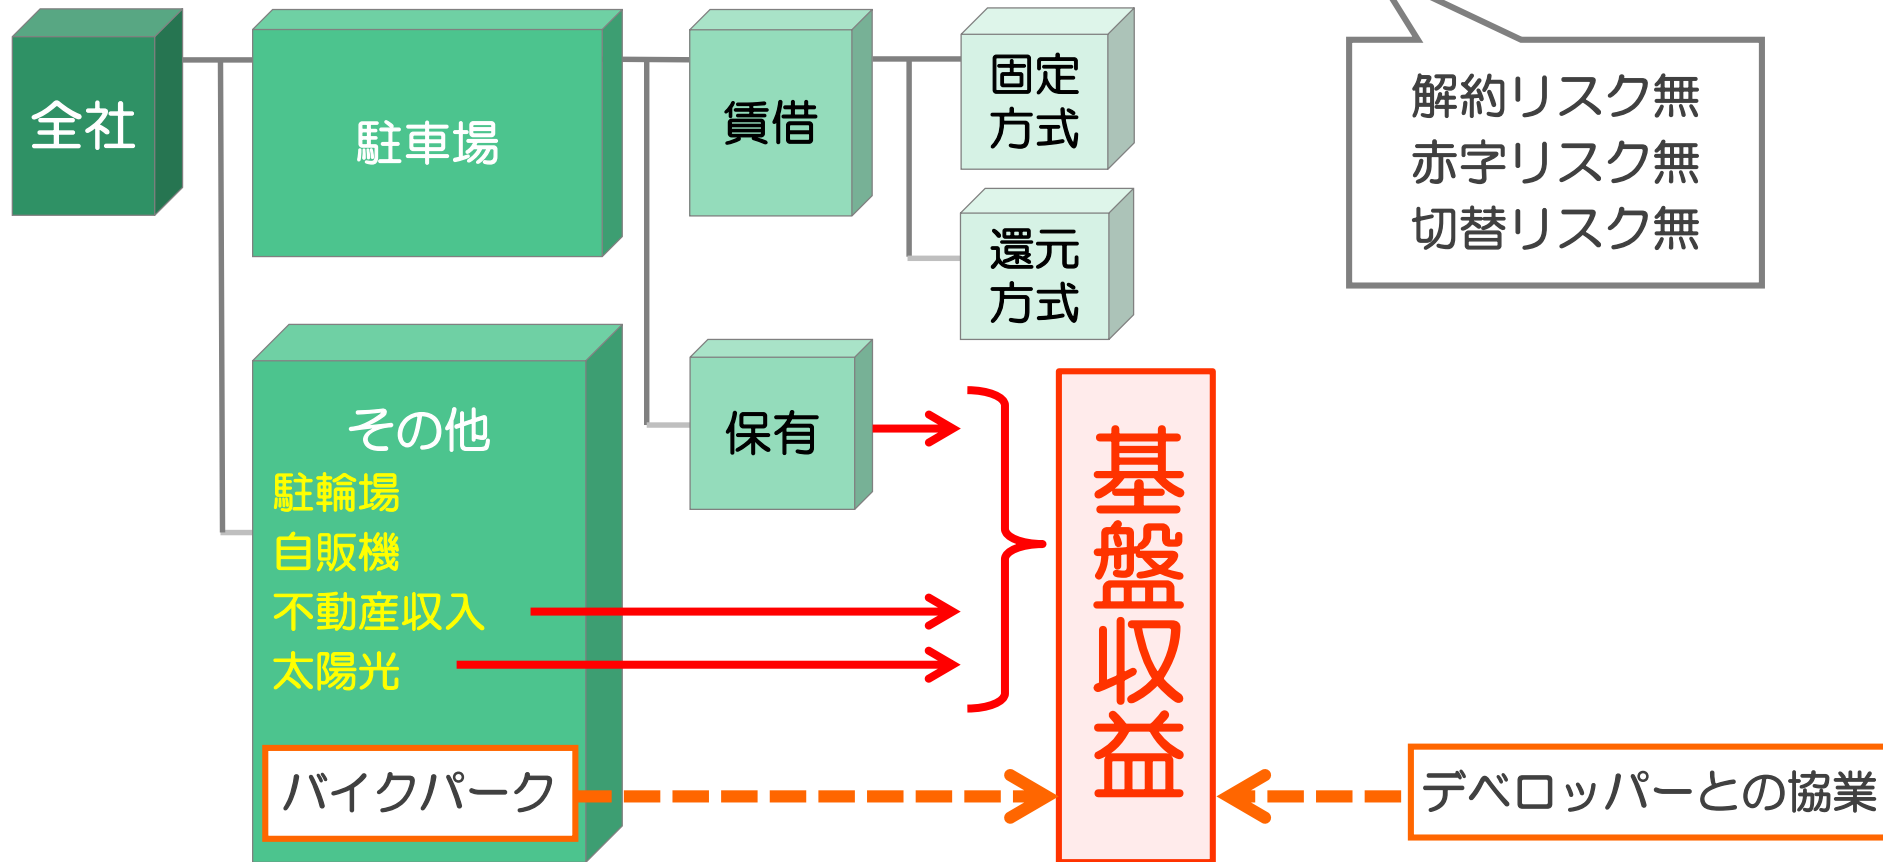 全社
駐車場
賃借
固定
方式
還元
方式
保有
解約リスク無
赤字リスク無
切替リスク無
その他
駐輪場
自販機
不動産収入
太陽光
バイクパーク
基盤収益
デベロッパーとの協業